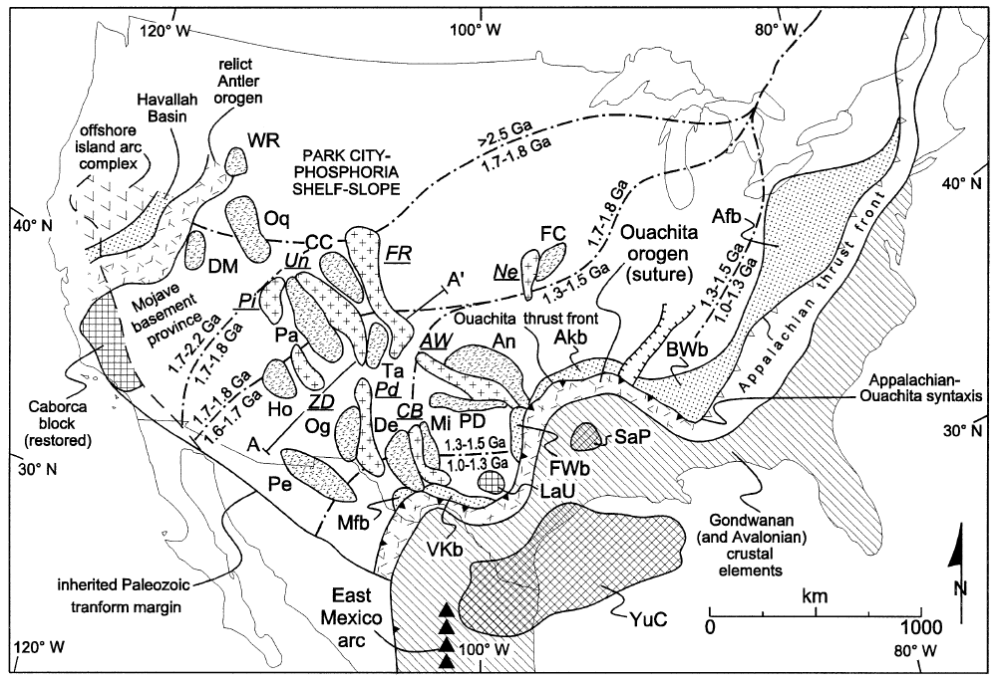 120° W
100° W
80° W
relict
Antler
orogen
Havallah
Basin
offshore
island arc
complex
WR
PARK CITY-
PHOSPHORIA
SHELF-SLOPE
>2.5 Ga
1.7-1.8 Ga
40° N
40° N
Oq
CC
Un
FR
DM
Pi
Mojave
basement
province
1.7-2.2 Ga
1.7-1.8 Ga
Pa
A'
Ne
FC
1.7-1.8 Ga
1.3-1.5 Ga
Ouachita
orogen
(suture)
Afb
1.3-1.5 Ga
1.0-1.3 Ga
Appalachian thrust front
Ouachita thrust front
AW
An
Akb
BWb
Ta
Appalachian-
Ouachita syntaxis
Caborca
block
(restored)
1.7-1.8 Ga
1.6-1.7 Ga
Ho
ZD
Pd
CB
Og
De
Mi
PD
1.3-1.5 Ga
1.0-1.3 Ga
A
SaP
FWb
30° N
30° N
Pe
LaU
Mfb
VKb
Gondwanan
(and Avalonian)
crustal
elements
inherited Paleozoic
tranform margin
East
Mexico
arc
YuC
km
0
1000
N
120° W
100° W
80° W